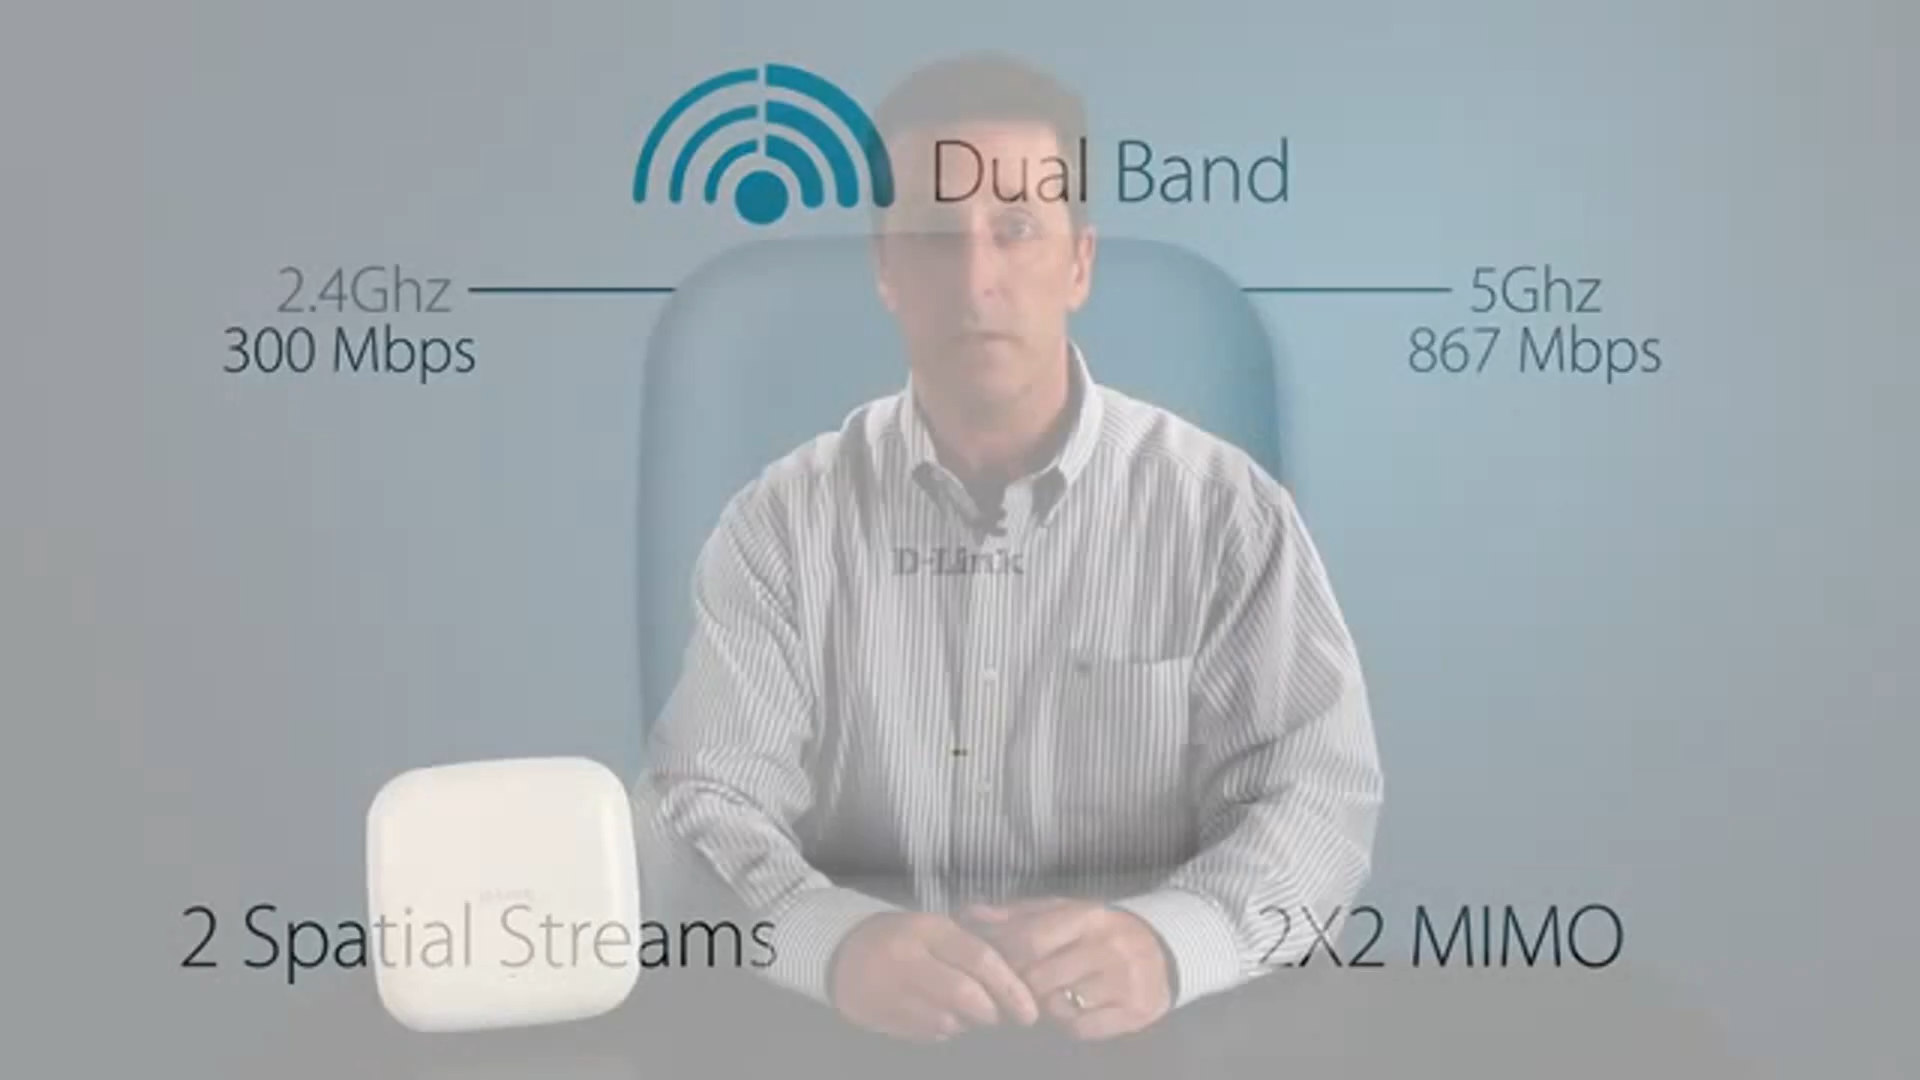 Dual Band
2.4Ghz
300 Mbps
5Ghz
867 Mbps
D-Link
2 Spatial Streams
2X2 MIMO